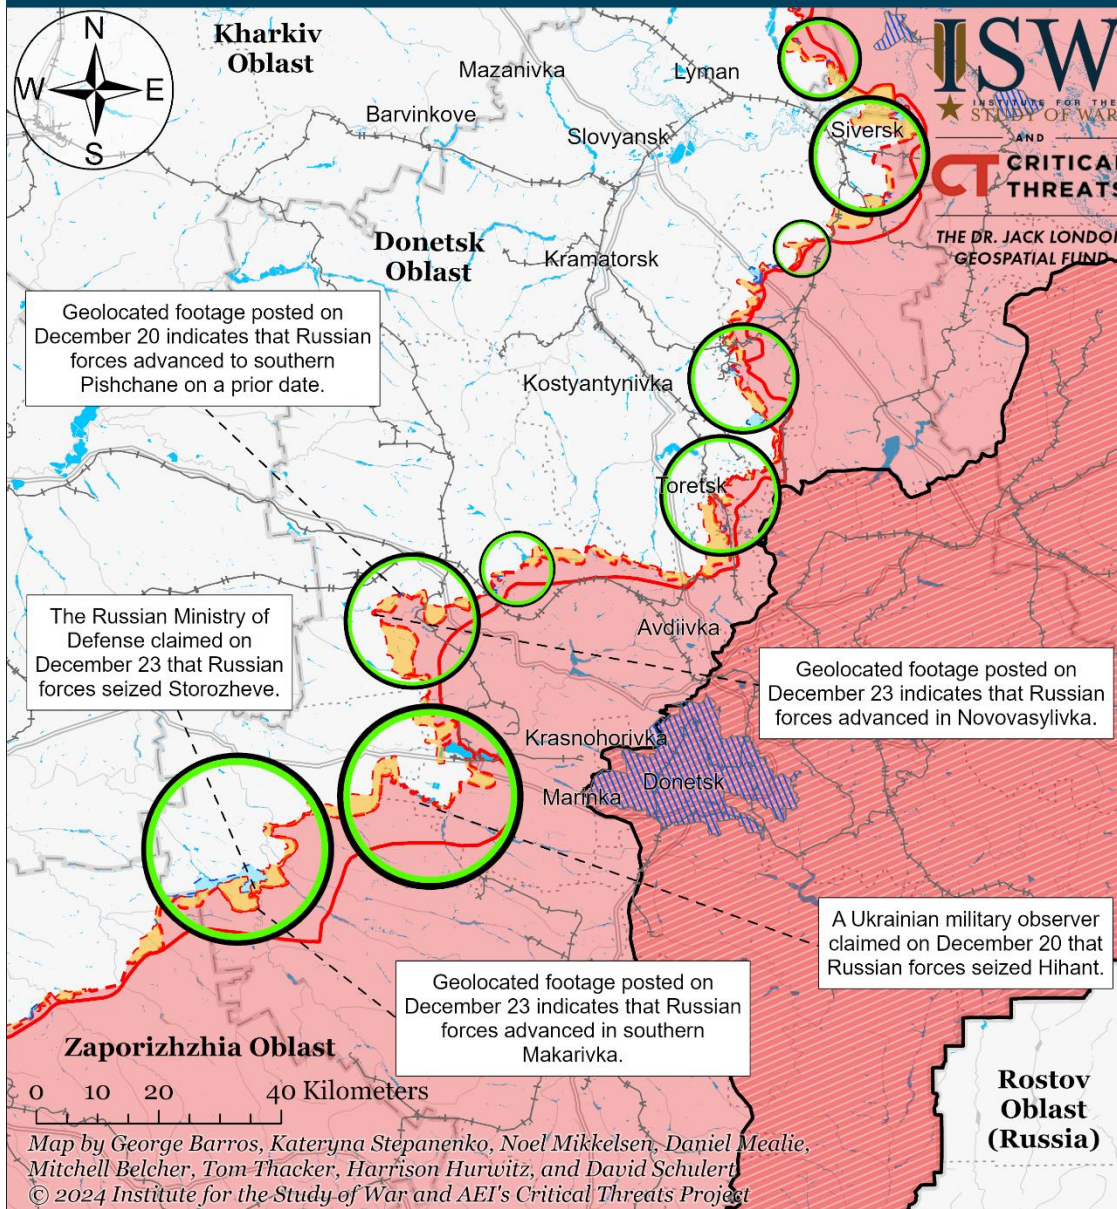 N
W
E
S
Kharkiv
Oblast
Mazanivka
Lyman
Barvinkove
Slovyansk
Siversk
ISW
INSTITUTE FOR THE
STUDY OF WAR
AND
CT CRITICAL
THREATS
THE DR. JACK LONDON
GEOSPATIAL FUND
Donetsk
Oblast
Kramatorsk
Geolocated footage posted on
December 20 indicates that Russian
forces advanced to southern
Pishchane on a prior date.
Kostyantynivka
Toretsk
The Russian Ministry of
Defense claimed on
December 23 that Russian
forces seized Storozheve.
Avdiivka
Geolocated footage posted on
December 23 indicates that Russian
forces advanced in Novovasylivka.
Krasnohorivka
Donetsk
Marinka
A Ukrainian military observer
claimed on December 20 that
Russian forces seized Hihant.
Geolocated footage posted on
December 23 indicates that Russian
forces advanced in southern
Makarivka.
Zaporizhzhia Oblast
0 10 20 40 Kilometers
Rostov
Oblast
(Russia)
Map by George Barros, Kateryna Stepanenko, Noel Mikkelsen, Daniel Mealie,
Mitchell Belcher, Tom Thacker, Harrison Hurwitz, and David Schulert
© 2024 Institute for the Study of War and AEI's Critical Threats Project